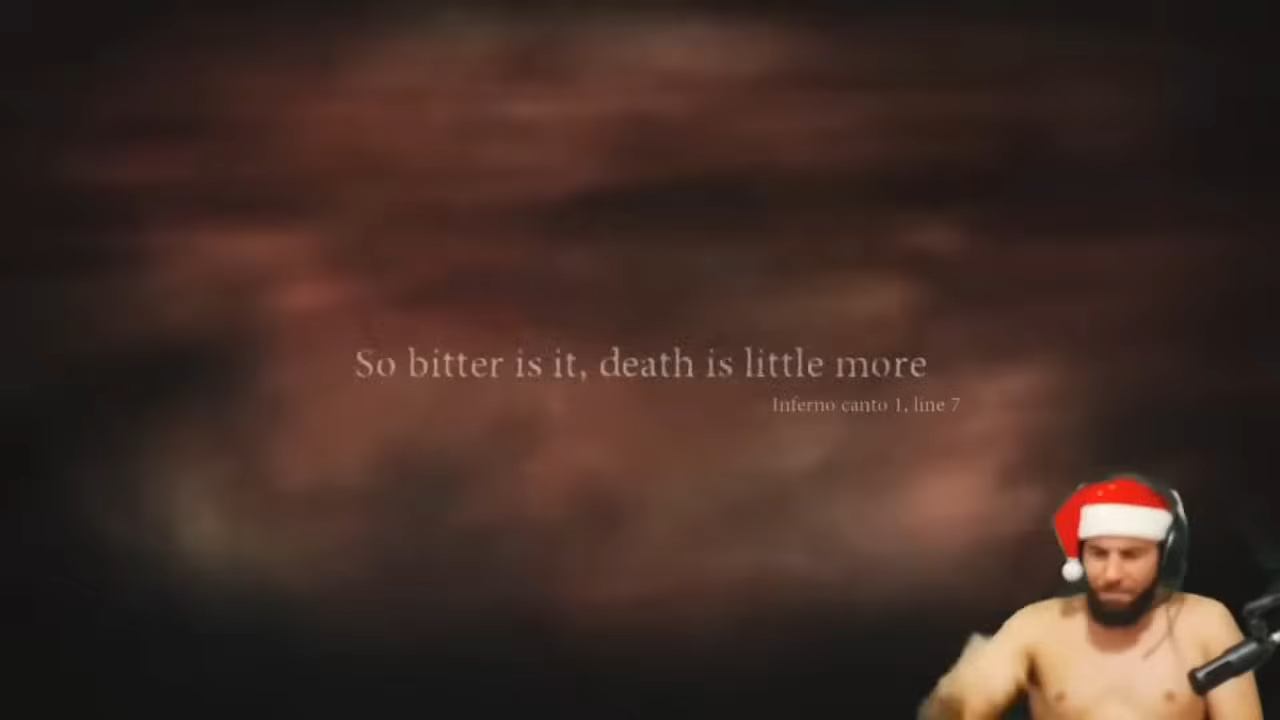 So bitter is it, death is little more
Inferno canto 1, line 7